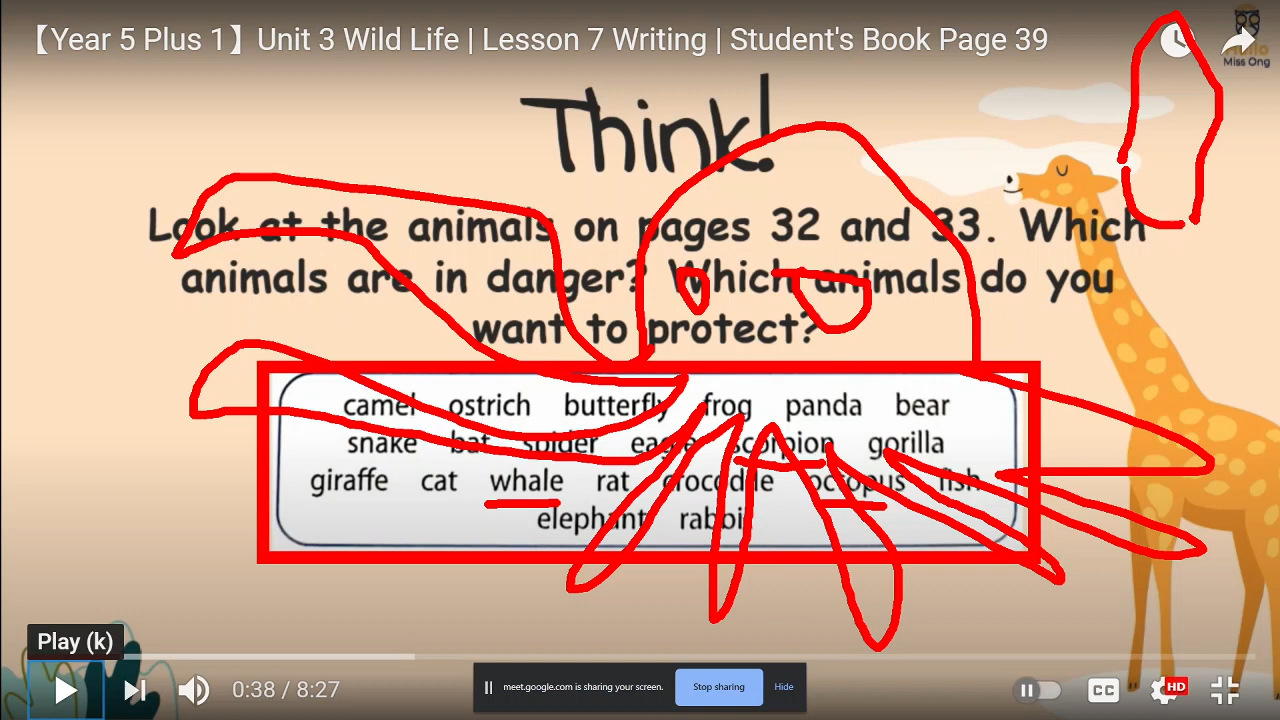 【Year 5 Plus 1】Unit 3 Wild Life | Lesson 7 Writing | Student's Book Page 39
Miss Ong
Think!
Look at the animals on pages 32 and 33. Which
animals are in danger? Which animals do you
want to protect?
camel ostrich butterfly frog panda bear
snake bat spider eagle scorpion gorilla
giraffe cat whale rat crocodile octopus fish
elephant rabbit
Play (k)
0:38 / 8:27
meet.google.com is sharing your screen. Stop sharing Hide
CC HD